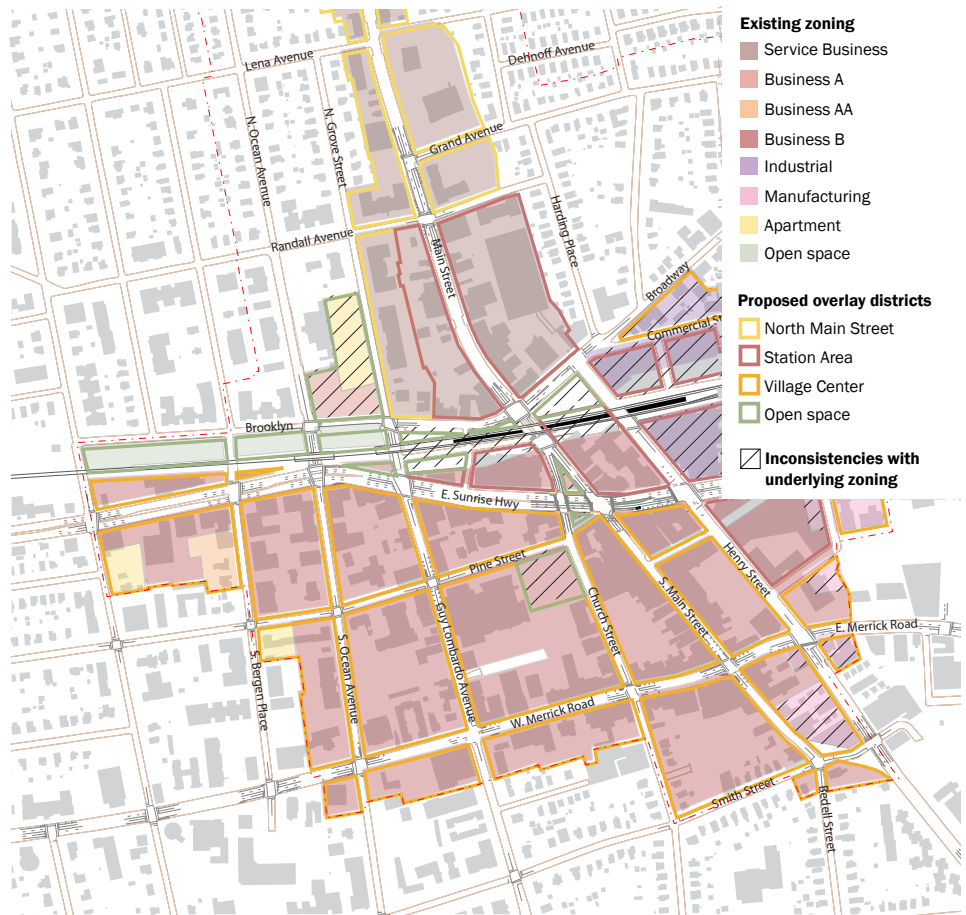 Existing zoning
Service Business
Business A
Business AA
Business B
Industrial
Manufacturing
Apartment
Open space
Proposed overlay districts
North Main Street
Station Area
Village Center
Open space
Inconsistencies with
underlying zoning
Lena Avenue
Dehnoff Avenue
N. Ocean Avenue
N. Grove Street
Grand Avenue
Randall Avenue
Main Street
Harding Place
Broadway
Commercial St
Brooklyn
E. Sunrise Hwy
Pine Street
Henry Street
S. Main Street
Church Street
Guy Lombardo Avenue
S. Ocean Avenue
S. Bergen Place
E. Merrick Road
W. Merrick Road
Smith Street
Bedell Street